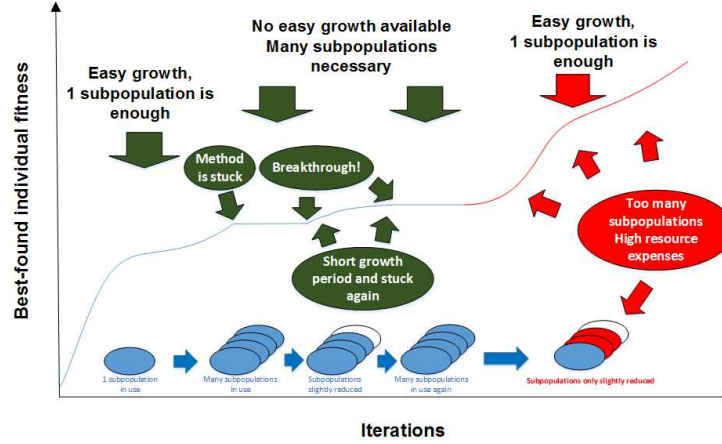 No easy growth available
Many subpopulations
necessary
Easy growth,
1 subpopulation is
enough
Easy growth,
1 subpopulation is
enough
Method
is stuck
Breakthrough!
Too many
subpopulations
High resource
expenses
Short growth
period and stuck
again
Best-found individual fitness
1 subpopulation
in use
Many subpopulations
in use
Subpopulations
slightly reduced
Many subpopulations
in use again
Subpopulations only slightly reduced
Iterations